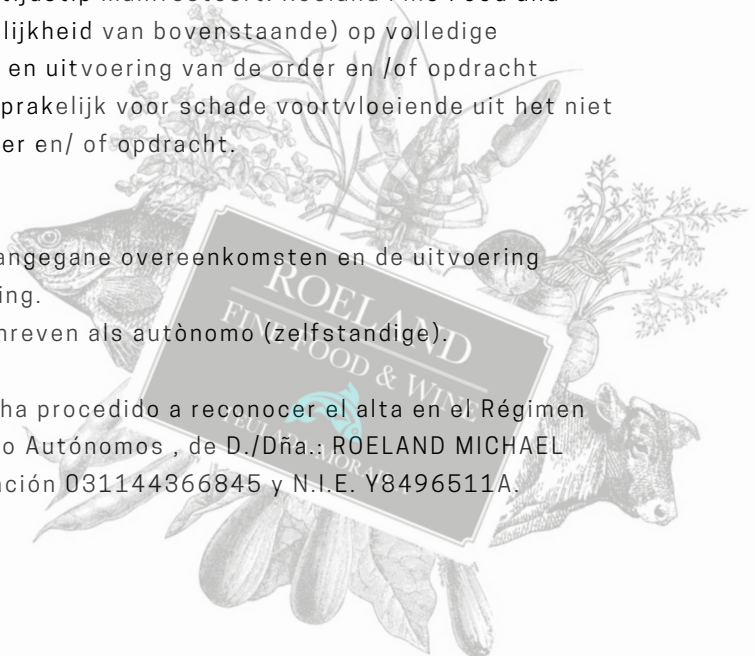 lijkheid van bovenstaande) op volledige
en uitvoering van de order en /of opdracht
prakelijk voor schade voortvloeiende uit het niet
er en/ of opdracht.
angegane overeenkomsten en de uitvoering
ing.
hreven als autònomo (zelfstandige).
ha procedido a reconocer el alta en el Régimen
o Autónomos , de D./Dña.: ROELAND MICHAEL
ación 031144366845 y N.I.E. Y8496511A.
ROELAND
FINE FOOD & WINE